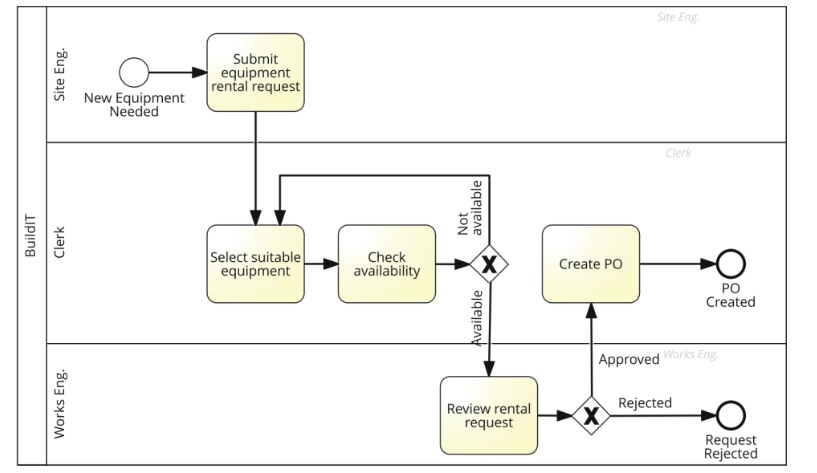 BuildIT
Site Eng.
Site Eng.
New Equipment
Needed
Submit
equipment
rental request
Clerk
Clerk
Select suitable
equipment
Check
availability
Not
available
X
Available
Create PO
PO
Created
Works Eng.
Works Eng.
Review rental
request
X
Approved
Rejected
Request
Rejected